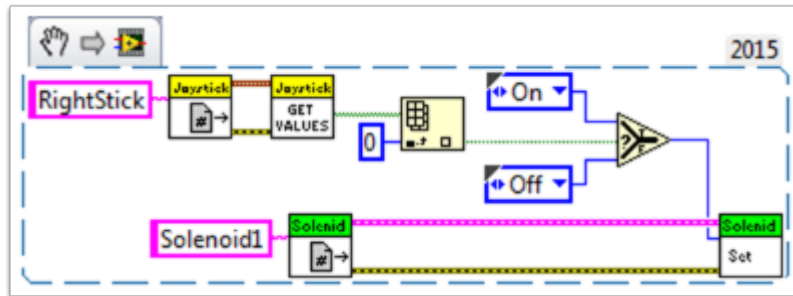 2015
RightStick
Joystick
#
Joystick
GET
VALUES
0
On
?
T
F
Off
Solenoid1
Solenid
#
Solenid
Set